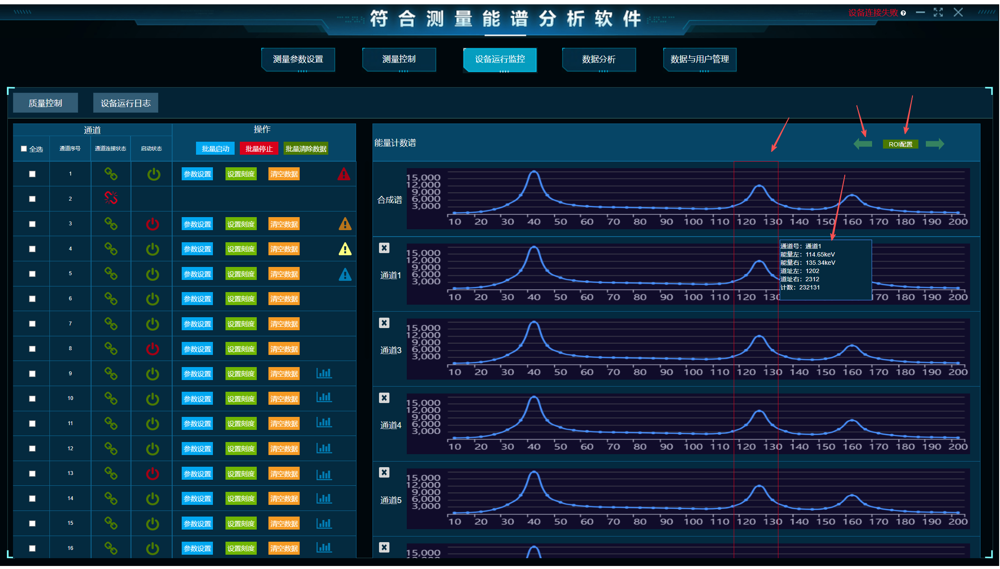 符合测量能谱分析软件
设备连接失败
测量参数设置 测量控制 设备运行监控 数据分析 数据与用户管理
质量控制 设备运行日志
通道 操作
全选 通道序号 通道连接状态 启动状态 批量启动 批量停止 批量清除数据
1 参数设置 设置刻度 清空数据
2
3 参数设置 设置刻度 清空数据
4 参数设置 设置刻度 清空数据
5 参数设置 设置刻度 清空数据
6 参数设置 设置刻度 清空数据
7 参数设置 设置刻度 清空数据
8 参数设置 设置刻度 清空数据
9 参数设置 设置刻度 清空数据
10 参数设置 设置刻度 清空数据
11 参数设置 设置刻度 清空数据
12 参数设置 设置刻度 清空数据
13 参数设置 设置刻度 清空数据
14 参数设置 设置刻度 清空数据
15 参数设置 设置刻度 清空数据
16 参数设置 设置刻度 清空数据
能量计数谱 ROI配置
合成谱
15,000
12,000
9,000
6,000
3,000
10 20 30 40 50 60 70 80 90 100 110 120 130 140 150 160 170 180 190 200
通道1
15,000
12,000
9,000
6,000
3,000
10 20 30 40 50 60 70 80 90 100 110 120 130 170 180 190 200
通道号：通道1
能量左：114.65keV
能量右：135.34keV
道址左：1202
道址右：2312
计数：232131
通道3
15,000
12,000
9,000
6,000
3,000
10 20 30 40 50 60 70 80 90 100 110 120 130 140 150 160 170 180 190 200
通道4
15,000
12,000
9,000
6,000
3,000
10 20 30 40 50 60 70 80 90 100 110 120 130 140 150 160 170 180 190 200
通道5
15,000
12,000
9,000
6,000
3,000
10 20 30 40 50 60 70 80 90 100 110 120 130 140 150 160 170 180 190 200
15,000